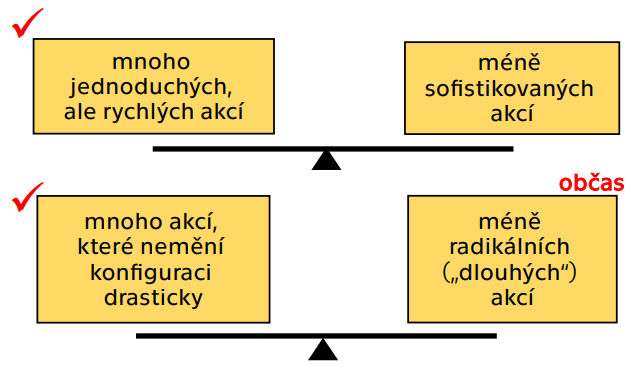 mnoho
jednoduchých,
ale rychlých akcí
méně
sofistikovaných
akcí
občas
mnoho akcí,
které nemění
konfiguraci
drasticky
méně
radikálních
(„dlouhých“)
akcí